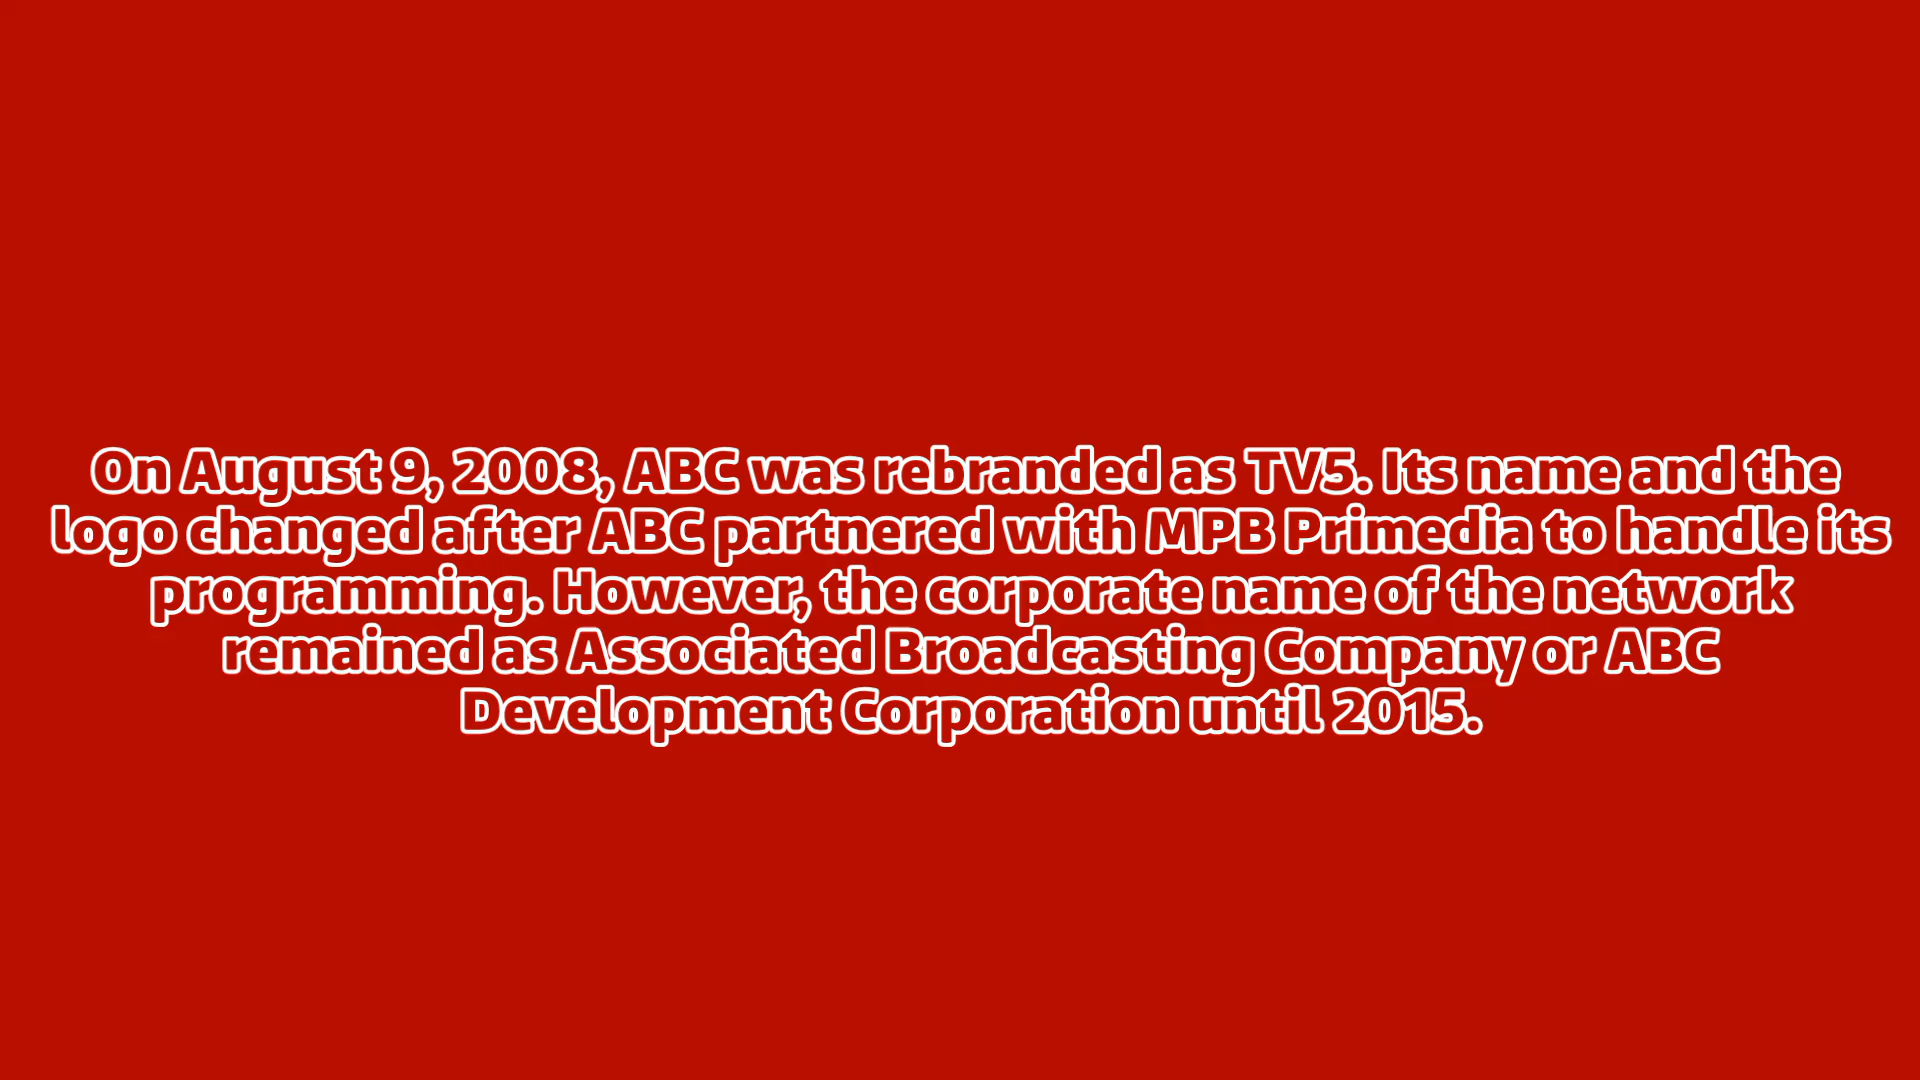 On August 9, 2008, ABC was rebranded as TV5. Its name and the
logo changed after ABC partnered with MPB Primedia to handle its
programming. However, the corporate name of the network
remained as Associated Broadcasting Company or ABC
Development Corporation until 2015.